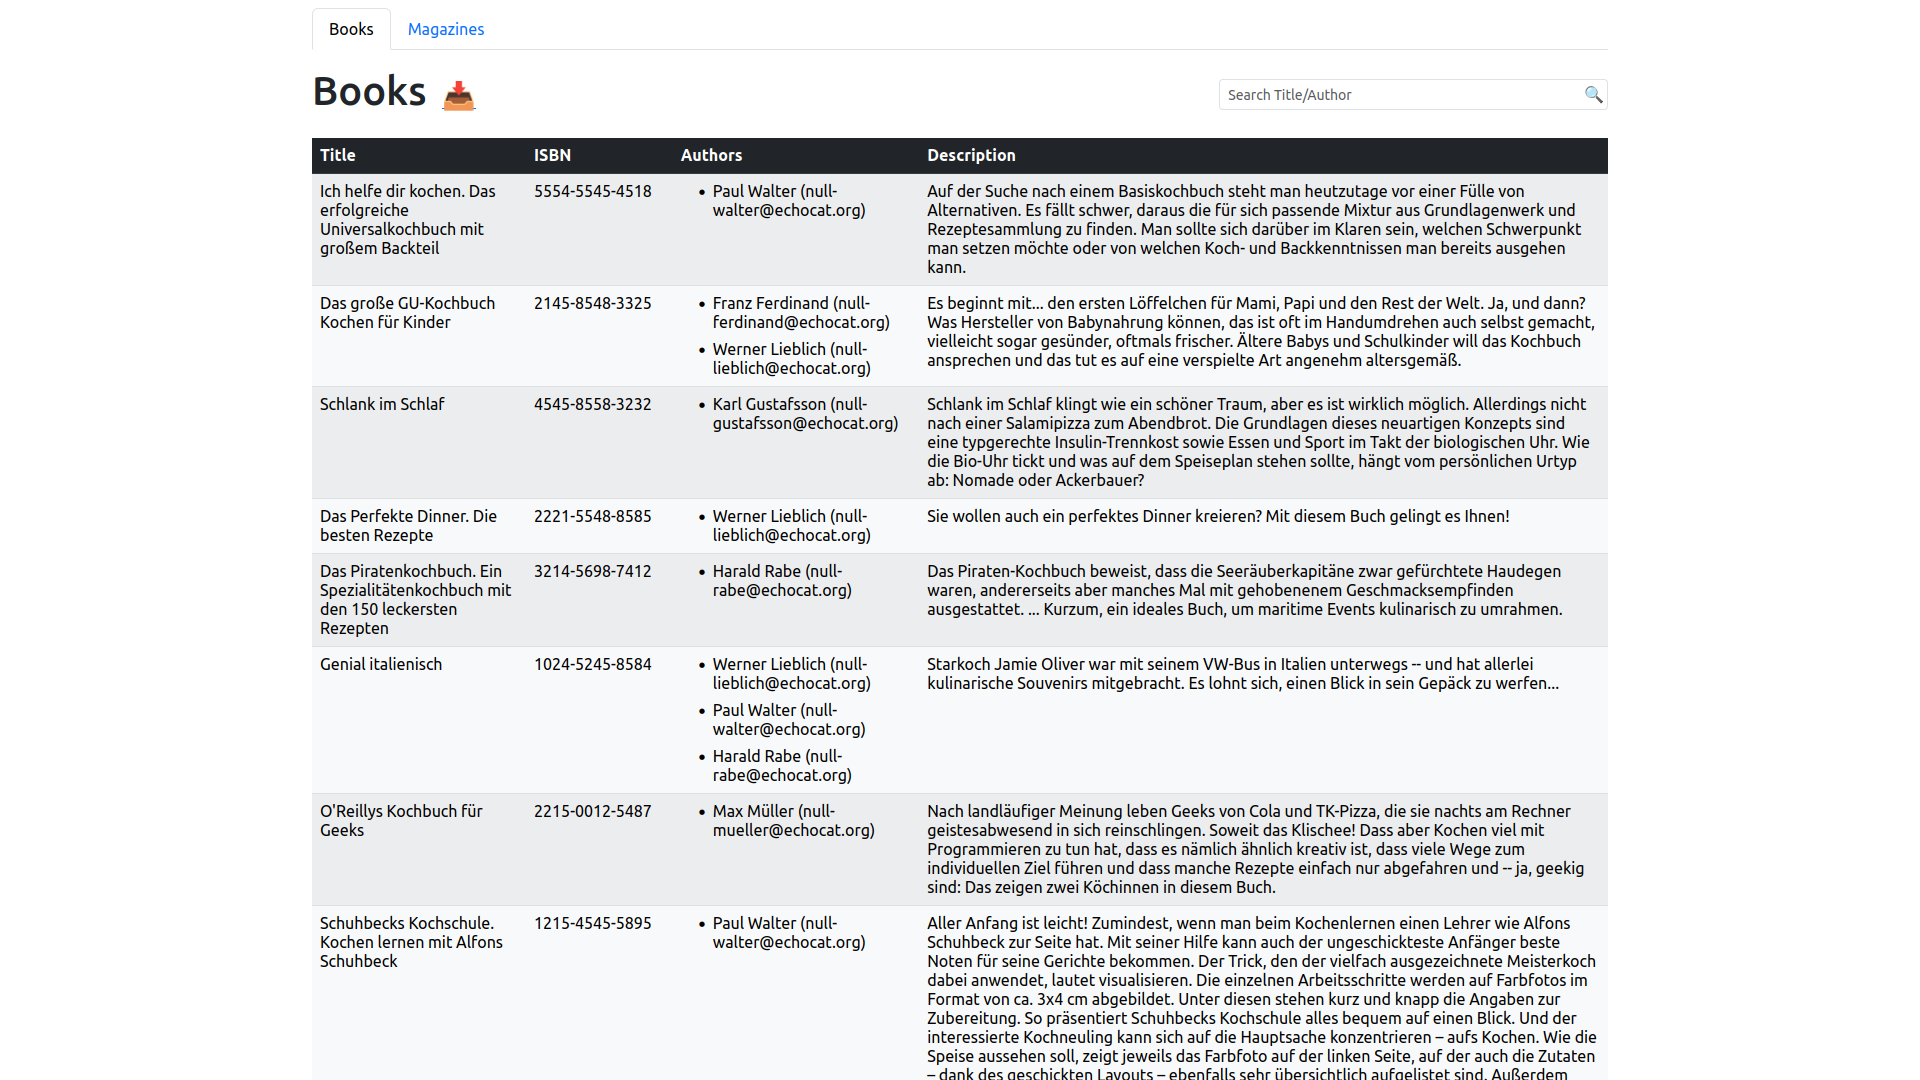 Books
Magazines
Books
Search Title/Author
Title ISBN Authors Description
Ich helfe dir kochen. Das
erfolgreiche
Universalkochbuch mit
großem Backteil
5554-5545-4518
Paul Walter (null-
walter@echocat.org)
Auf der Suche nach einem Basiskochbuch steht man heutzutage vor einer Fülle von
Alternativen. Es fällt schwer, daraus die für sich passende Mixtur aus Grundlagenwerk und
Rezeptesammlung zu finden. Man sollte sich darüber im Klaren sein, welchen Schwerpunkt
man setzen möchte oder von welchen Koch- und Backkenntnissen man bereits ausgehen
kann.
Das große GU-Kochbuch
Kochen für Kinder
2145-8548-3325
Franz Ferdinand (null-
ferdinand@echocat.org)
Werner Lieblich (null-
lieblich@echocat.org)
Es beginnt mit... den ersten Löffelchen für Mami, Papi und den Rest der Welt. Ja, und dann?
Was Hersteller von Babynahrung können, das ist oft im Handumdrehen auch selbst gemacht,
vielleicht sogar gesünder, oftmals frischer. Ältere Babys und Schulkinder will das Kochbuch
ansprechen und das tut es auf eine verspielte Art angenehm altersgemäß.
Schlank im Schlaf
4545-8558-3232
Karl Gustafsson (null-
gustafsson@echocat.org)
Schlank im Schlaf klingt wie ein schöner Traum, aber es ist wirklich möglich. Allerdings nicht
nach einer Salamipizza zum Abendbrot. Die Grundlagen dieses neuartigen Konzepts sind
eine typgerechte Insulin-Trennkost sowie Essen und Sport im Takt der biologischen Uhr. Wie
die Bio-Uhr tickt und was auf dem Speiseplan stehen sollte, hängt vom persönlichen Urtyp
ab: Nomade oder Ackerbauer?
Das Perfekte Dinner. Die
besten Rezepte
2221-5548-8585
Werner Lieblich (null-
lieblich@echocat.org)
Sie wollen auch ein perfektes Dinner kreieren? Mit diesem Buch gelingt es Ihnen!
Das Piratenkochbuch. Ein
Spezialitätenkochbuch mit
den 150 leckersten
Rezepten
3214-5698-7412
Harald Rabe (null-
rabe@echocat.org)
Das Piraten-Kochbuch beweist, dass die Seeräuberkapitäne zwar gefürchtete Haudegen
waren, andererseits aber manches Mal mit gehobenenem Geschmacksempfinden
ausgestattet. ... Kurzum, ein ideales Buch, um maritime Events kulinarisch zu umrahmen.
Genial italienisch
1024-5245-8584
Werner Lieblich (null-
lieblich@echocat.org)
Paul Walter (null-
walter@echocat.org)
Harald Rabe (null-
rabe@echocat.org)
Starkoch Jamie Oliver war mit seinem VW-Bus in Italien unterwegs -- und hat allerlei
kulinarische Souvenirs mitgebracht. Es lohnt sich, einen Blick in sein Gepäck zu werfen...
O'Reillys Kochbuch für
Geeks
2215-0012-5487
Max Müller (null-
mueller@echocat.org)
Nach landläufiger Meinung leben Geeks von Cola und TK-Pizza, die sie nachts am Rechner
geistesabwesend in sich reinschlingen. Soweit das Klischee! Dass aber Kochen viel mit
Programmieren zu tun hat, dass es nämlich ähnlich kreativ ist, dass viele Wege zum
individuellen Ziel führen und dass manche Rezepte einfach nur abgefahren und -- ja, geekig
sind: Das zeigen zwei Köchinnen in diesem Buch.
Schuhbecks Kochschule.
Kochen lernen mit Alfons
Schuhbeck
1215-4545-5895
Paul Walter (null-
walter@echocat.org)
Aller Anfang ist leicht! Zumindest, wenn man beim Kochenlernen einen Lehrer wie Alfons
Schuhbeck zur Seite hat. Mit seiner Hilfe kann auch der ungeschickteste Anfänger beste
Noten für seine Gerichte bekommen. Der Trick, den der vielfach ausgezeichnete Meisterkoch
dabei anwendet, lautet visualisieren. Die einzelnen Arbeitsschritte werden auf Farbfotos im
Format von ca. 3x4 cm abgebildet. Unter diesen stehen kurz und knapp die Angaben zur
Zubereitung. So präsentiert Schuhbecks Kochschule alles bequem auf einen Blick. Und der
interessierte Kochneuling kann sich auf die Hauptsache konzentrieren – aufs Kochen. Wie die
Speise aussehen soll, zeigt jeweils das Farbfoto auf der linken Seite, auf der auch die Zutaten
– dank des geschickten Layouts – ebenfalls sehr übersichtlich aufgelistet sind. Außerdem